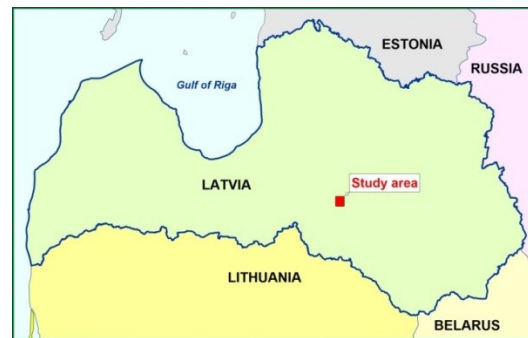 ESTONIA
RUSSIA
Gulf of Riga
LATVIA
Study area
LITHUANIA
BELARUS